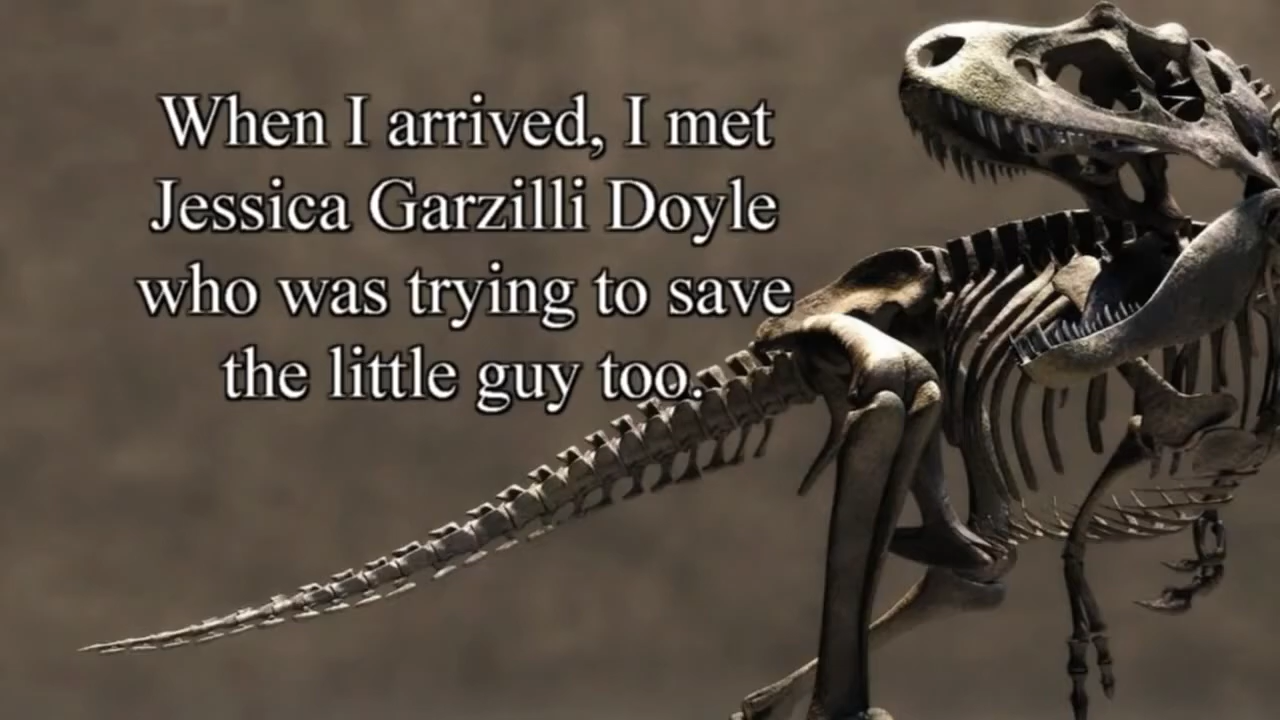 When I arrived, I met
Jessica Garzilli Doyle
who was trying to save
the little guy too.